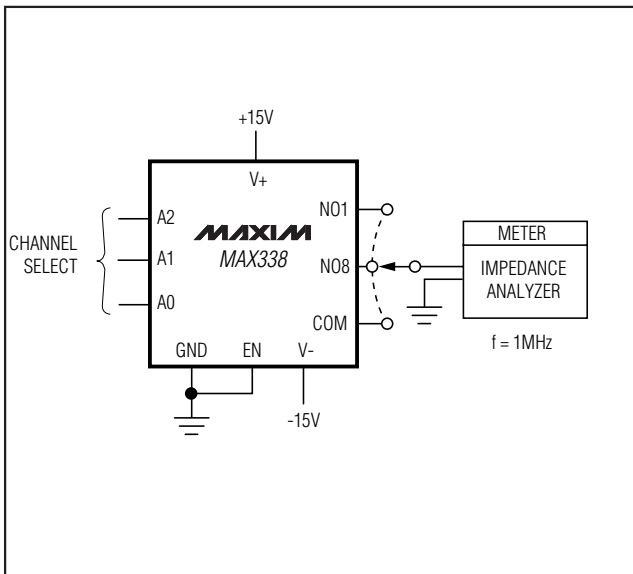 +15V
V+
A2
A1
A0
CHANNEL
SELECT
MAXIM
MAX338
NO1
NO8
COM
GND
EN
V-
-15V
METER
IMPEDANCE
ANALYZER
f = 1MHz